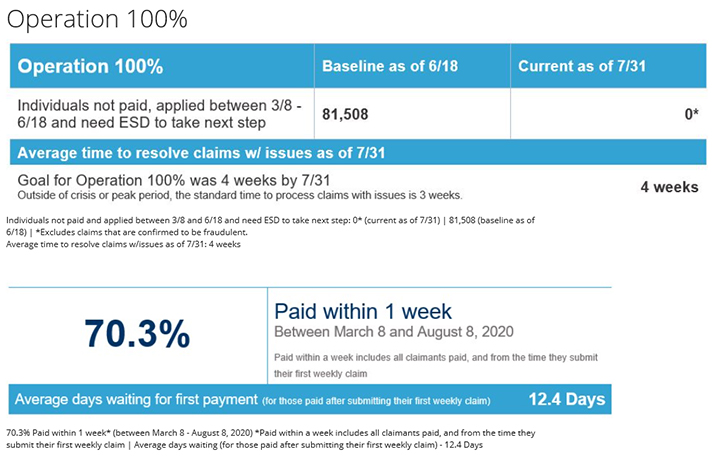 Operation 100%
Operation 100% Baseline as of 6/18 Current as of 7/31
Individuals not paid, applied between 3/8 -
6/18 and need ESD to take next step 81,508 0*
Average time to resolve claims w/ issues as of 7/31
Goal for Operation 100% was 4 weeks by 7/31
Outside of crisis or peak period, the standard time to process claims with issues is 3 weeks.
4 weeks
Individuals not paid and applied between 3/8 and 6/18 and need ESD to take next step: 0* (current as of 7/31) | 81,508 (baseline as of
6/18) | *Excludes claims that are confirmed to be fraudulent.
Average time to resolve claims w/issues as of 7/31: 4 weeks
70.3%
Paid within 1 week
Between March 8 and August 8, 2020
Paid within a week includes all claimants paid, and from the time they submit
their first weekly claim
Average days waiting for first payment (for those paid after submitting their first weekly claim) 12.4 Days
70.3% Paid within 1 week* (between March 8 - August 8, 2020) *Paid within a week includes all claimants paid, and from the time they
submit their first weekly claim | Average days waiting (for those paid after submitting their first weekly claim) - 12.4 Days